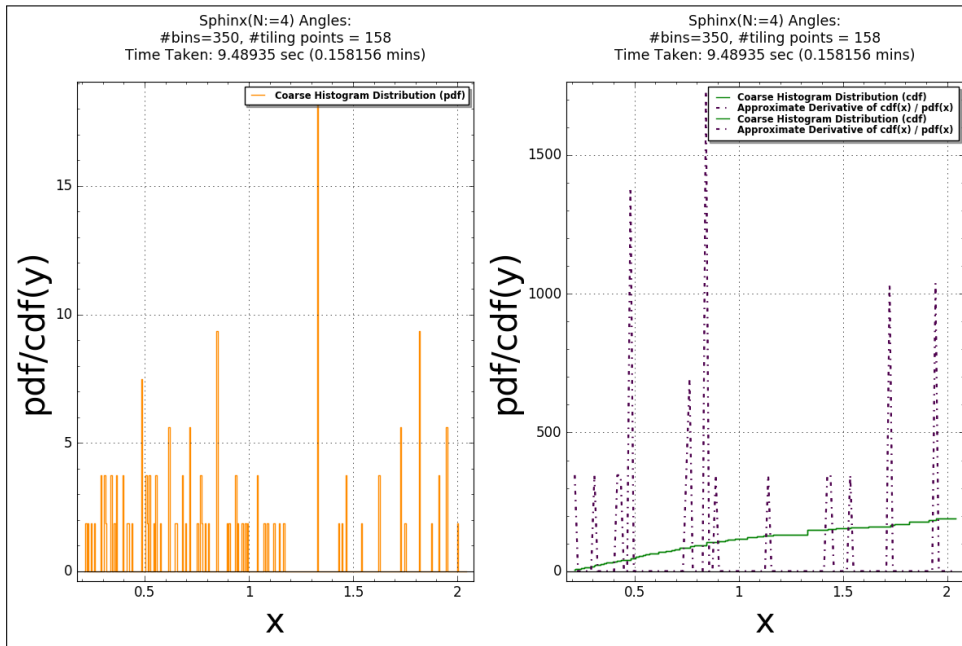 Sphinx(N:=4) Angles:
#bins=350, #tiling points = 158
Time Taken: 9.48935 sec (0.158156 mins)
Coarse Histogram Distribution (pdf)
15
10
5
0
pdf/cdf(y)
0.5
1
1.5
2
x
Sphinx(N:=4) Angles:
#bins=350, #tiling points = 158
Time Taken: 9.48935 sec (0.158156 mins)
Coarse Histogram Distribution (cdf)
Approximate Derivative of cdf(x) / pdf(x)
Coarse Histogram Distribution (cdf)
Approximate Derivative of cdf(x) / pdf(x)
1500
1000
500
0
pdf/cdf(y)
0.5
1
1.5
2
x